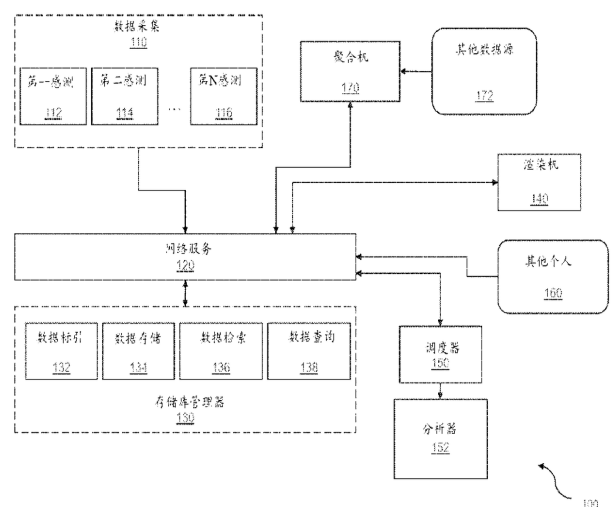 数据采集
110
第一感测
112
第二感测
114
...
第N感测
116
聚合机
170
其他数据源
172
渲染机
140
网络服务
120
其他个人
160
数据标引
132
数据存储
134
数据检索
136
数据查询
138
存储库管理器
130
调度器
150
分析器
152
100